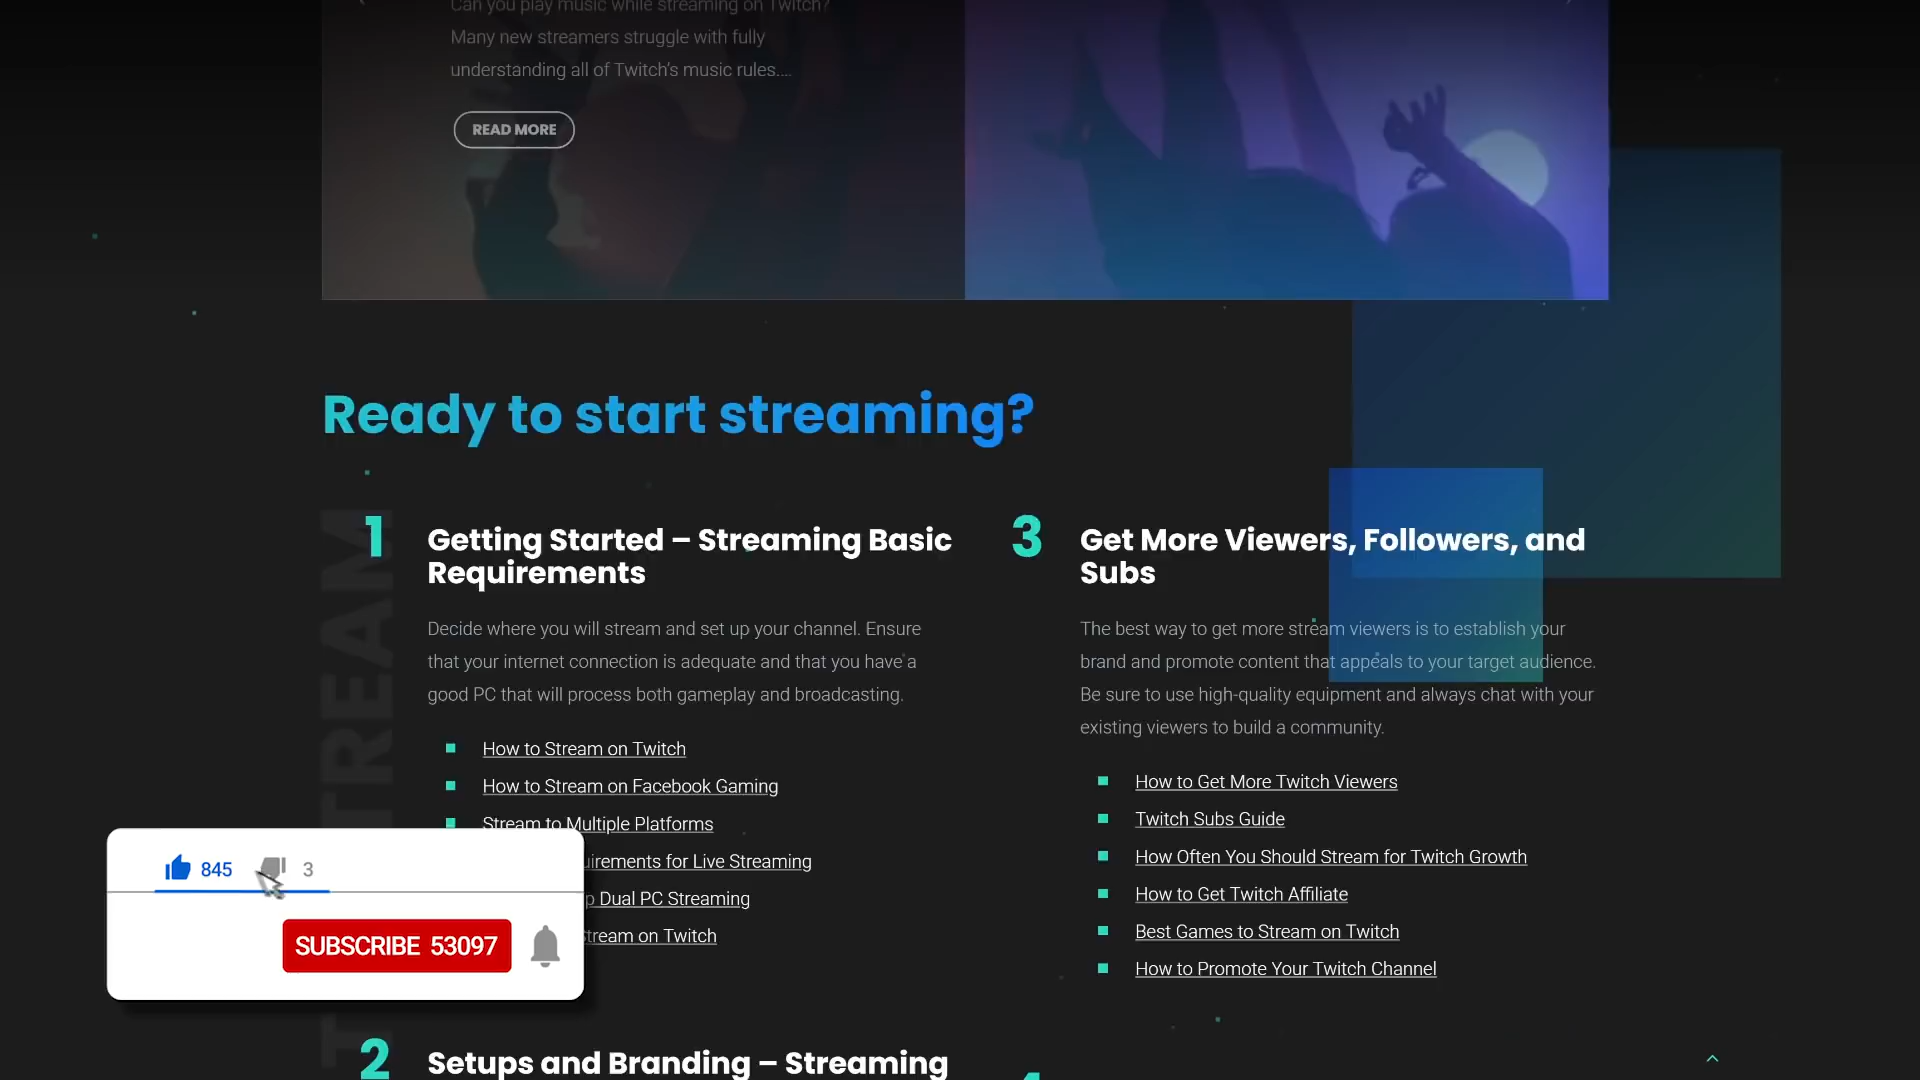 Can you play music while streaming on Twitch?
Many new streamers struggle with fully
understanding all of Twitch's music rules....
READ MORE
Ready to start streaming?
STREAM
1
Getting Started – Streaming Basic
Requirements
Decide where you will stream and set up your channel. Ensure
that your internet connection is adequate and that you have a
good PC that will process both gameplay and broadcasting.
How to Stream on Twitch
How to Stream on Facebook Gaming
Stream to Multiple Platforms
for Live Streaming
Dual PC Streaming
Stream on Twitch
845
3
SUBSCRIBE 53097
2
Setups and Branding – Streaming
3
Get More Viewers, Followers, and
Subs
The best way to get more stream viewers is to establish your
brand and promote content that appeals to your target audience.
Be sure to use high-quality equipment and always chat with your
existing viewers to build a community.
How to Get More Twitch Viewers
Twitch Subs Guide
How Often You Should Stream for Twitch Growth
How to Get Twitch Affiliate
Best Games to Stream on Twitch
How to Promote Your Twitch Channel